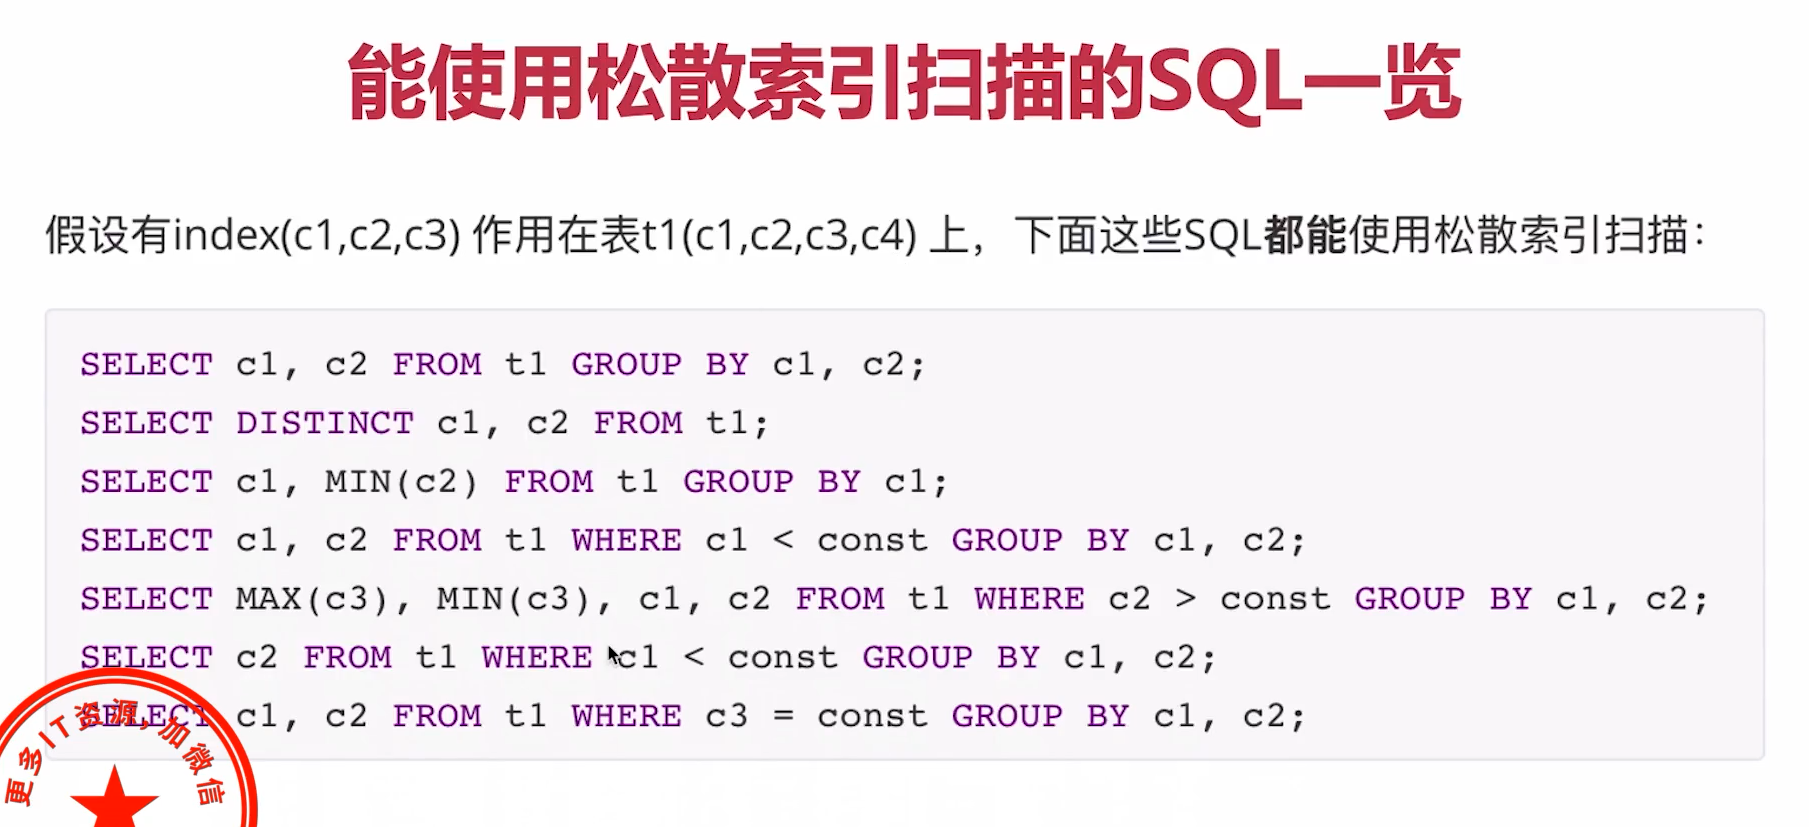 能使用松散索引扫描的SQL一览
假设有index(c1,c2,c3) 作用在表t1(c1,c2,c3,c4) 上，下面这些SQL都能使用松散索引扫描：
SELECT c1, c2 FROM t1 GROUP BY c1, c2;
SELECT DISTINCT c1, c2 FROM t1;
SELECT c1, MIN(c2) FROM t1 GROUP BY c1;
SELECT c1, c2 FROM t1 WHERE c1 < const GROUP BY c1, c2;
SELECT MAX(c3), MIN(c3), c1, c2 FROM t1 WHERE c2 > const GROUP BY c1, c2;
SELECT c2 FROM t1 WHERE c1 < const GROUP BY c1, c2;
SELECT c1, c2 FROM t1 WHERE c3 = const GROUP BY c1, c2;
更多IT资源，加微信